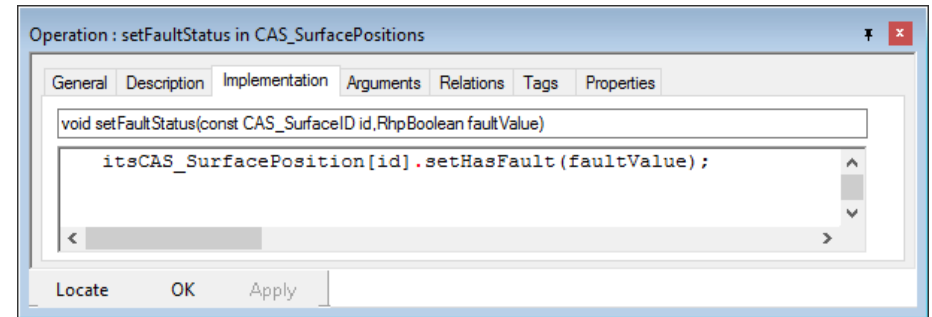 Operation : setFaultStatus in CAS_SurfacePositions
General Description Implementation Arguments Relations Tags Properties
void setFaultStatus(const CAS_SurfaceID id,RhpBoolean faultValue)
itsCAS_SurfacePosition[id].setHasFault(faultValue);
Locate OK Apply